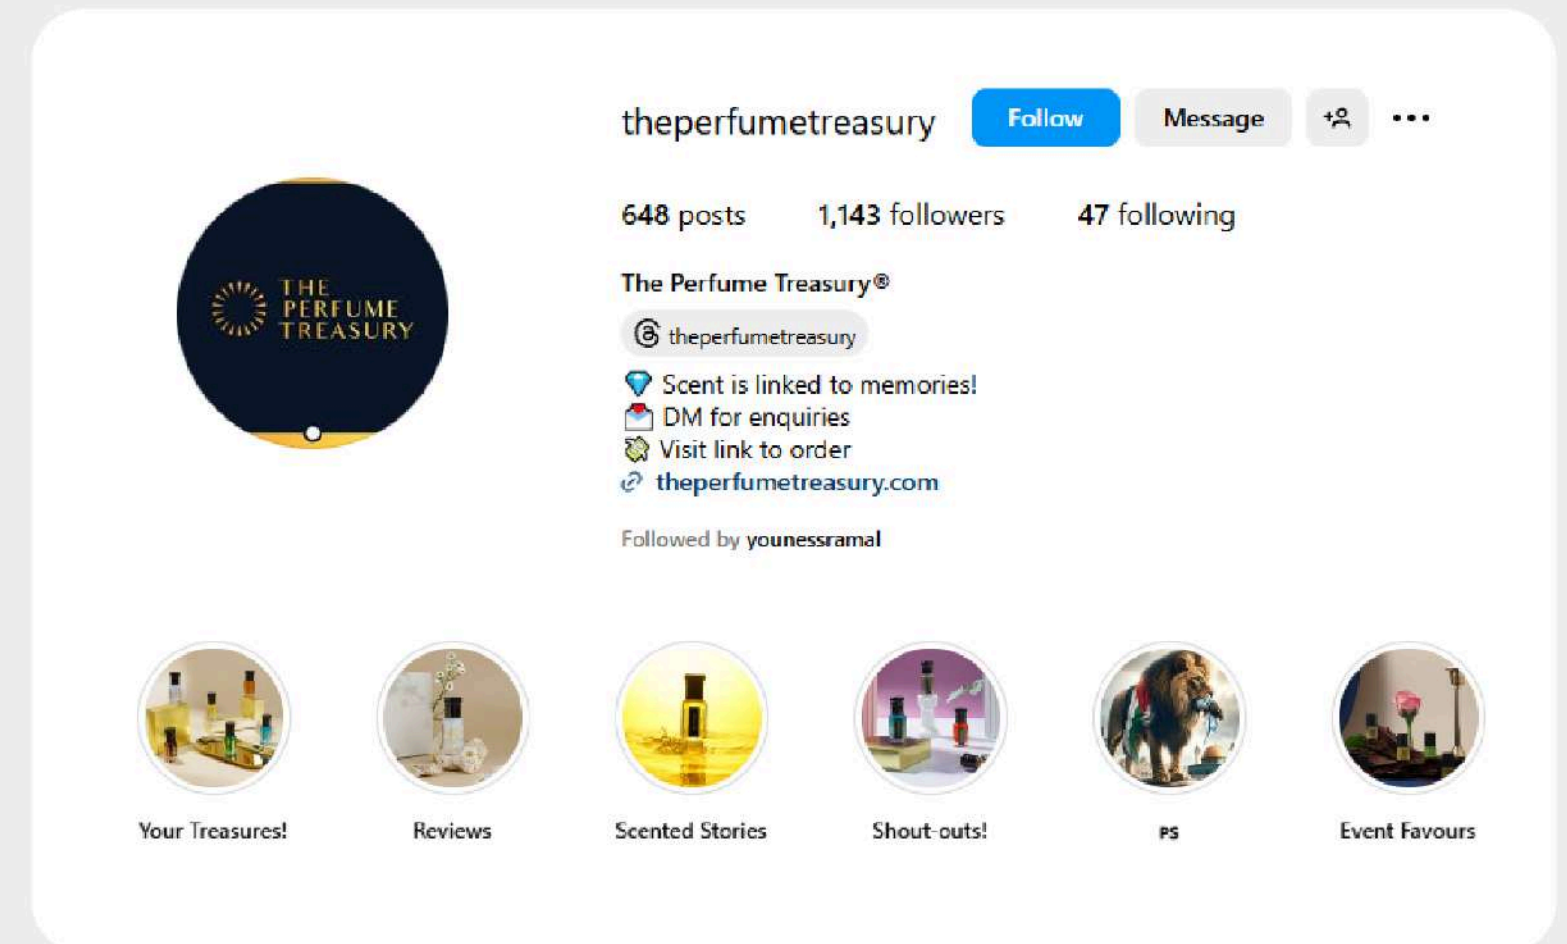 theperfumetreasury Follow Message
648 posts 1,143 followers 47 following
The Perfume Treasury®
theperfumetreasury
💎 Scent is linked to memories!
📩 DM for enquiries
💸 Visit link to order
theperfumetreasury.com
Followed by younessramal
THE
PERFUME
TREASURY
Your Treasures! Reviews Scented Stories Shout-outs! PS Event Favours